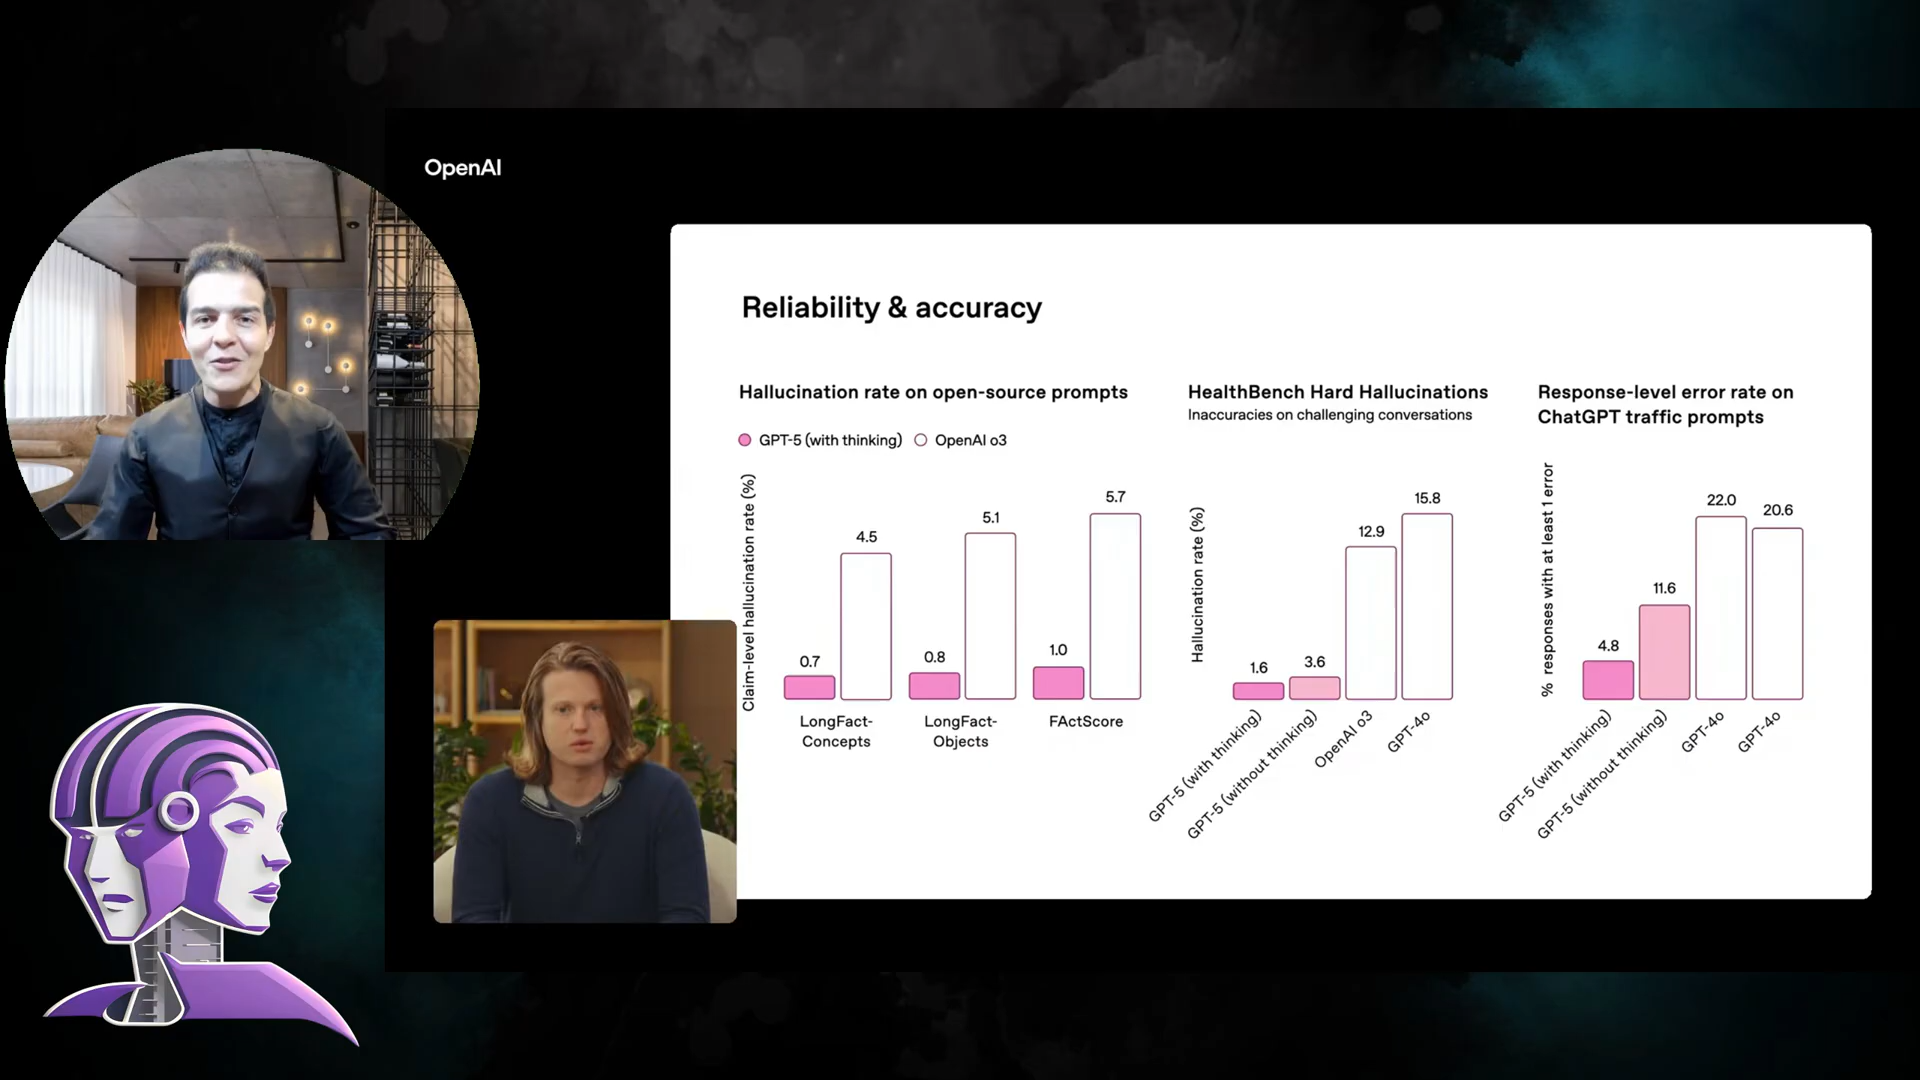 OpenAI
Reliability & accuracy
Hallucination rate on open-source prompts
GPT-5 (with thinking) OpenAI o3
Claim-level hallucination rate (%)
0.7
4.5
0.8
5.1
1.0
5.7
LongFact-
Concepts
LongFact-
Objects
FActScore
HealthBench Hard Hallucinations
Inaccuracies on challenging conversations
Hallucination rate (%)
1.6
3.6
12.9
15.8
GPT-5 (with thinking)
GPT-5 (without thinking)
OpenAI o3
GPT-4o
Response-level error rate on
ChatGPT traffic prompts
% responses with at least 1 error
4.8
11.6
22.0
20.6
GPT-5 (with thinking)
GPT-5 (without thinking)
GPT-4o
GPT-4o